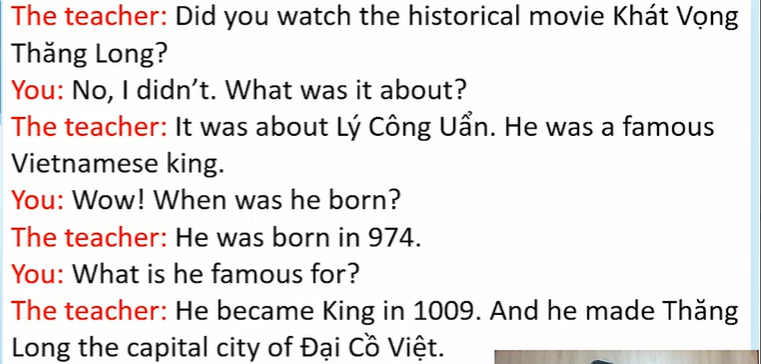 The teacher: Did you watch the historical movie Khát Vọng
Thăng Long?
You: No, I didn’t. What was it about?
The teacher: It was about Lý Công Uẩn. He was a famous
Vietnamese king.
You: Wow! When was he born?
The teacher: He was born in 974.
You: What is he famous for?
The teacher: He became King in 1009. And he made Thăng
Long the capital city of Đại Cồ Việt.